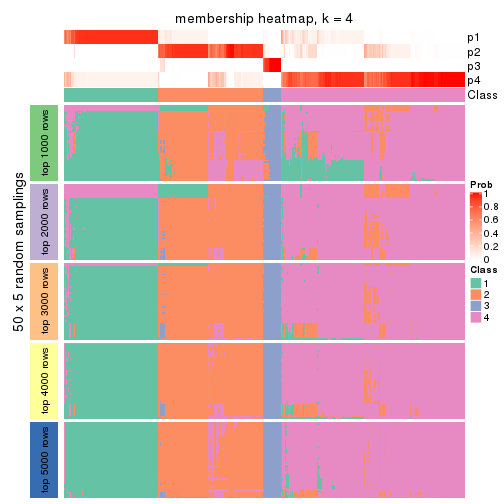 membership heatmap, k = 4
p1
p2
p3
p4
Class
50 x 5 random samplings
top 1000 rows
top 2000 rows
top 3000 rows
top 4000 rows
top 5000 rows
Prob
1
0.8
0.6
0.4
0.2
0
Class
1
2
3
4